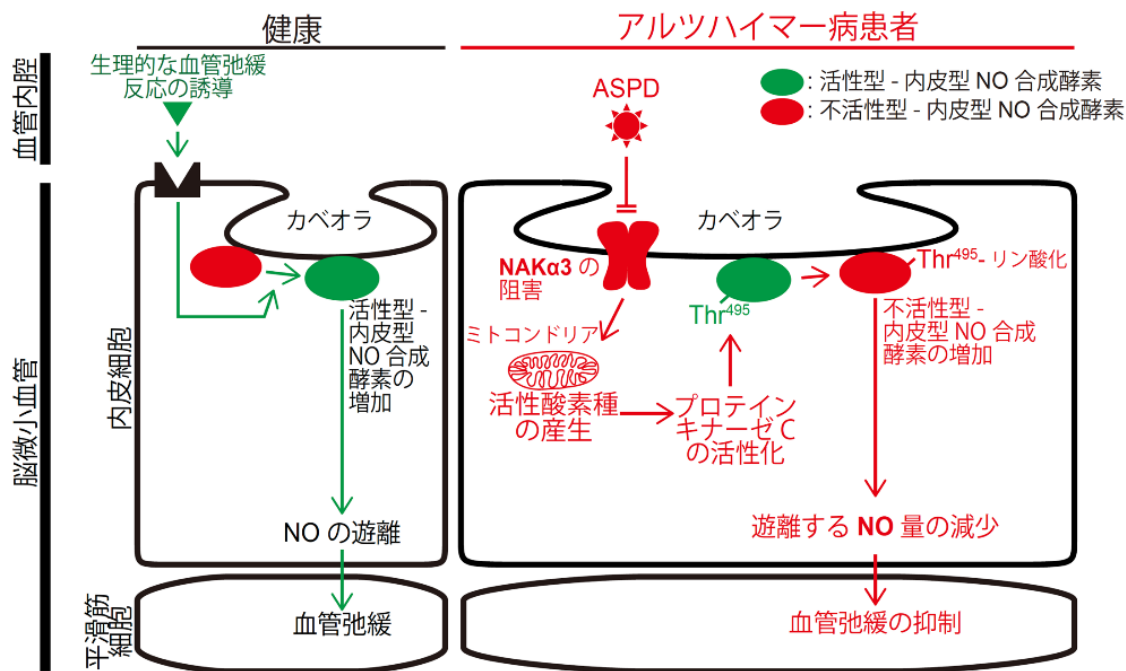 健康
アルツハイマー病患者
血管内腔
脳微小血管
内皮細胞
平滑筋
細胞
生理的な血管弛緩
反応の誘導
カベオラ
活性型 -
内皮型
NO 合成
酵素の
増加
NO の遊離
血管弛緩
ASPD
: 活性型 - 内皮型 NO 合成酵素
: 不活性型 - 内皮型 NO 合成酵素
カベオラ
NAKα3 の
阻害
ミトコンドリア
活性酸素種
の産生
プロテイン
キナーゼ C
の活性化
Thr⁴⁹⁵
Thr⁴⁹⁵- リン酸化
不活性型 -
内皮型 NO 合成
酵素の増加
遊離する NO 量の減少
血管弛緩の抑制